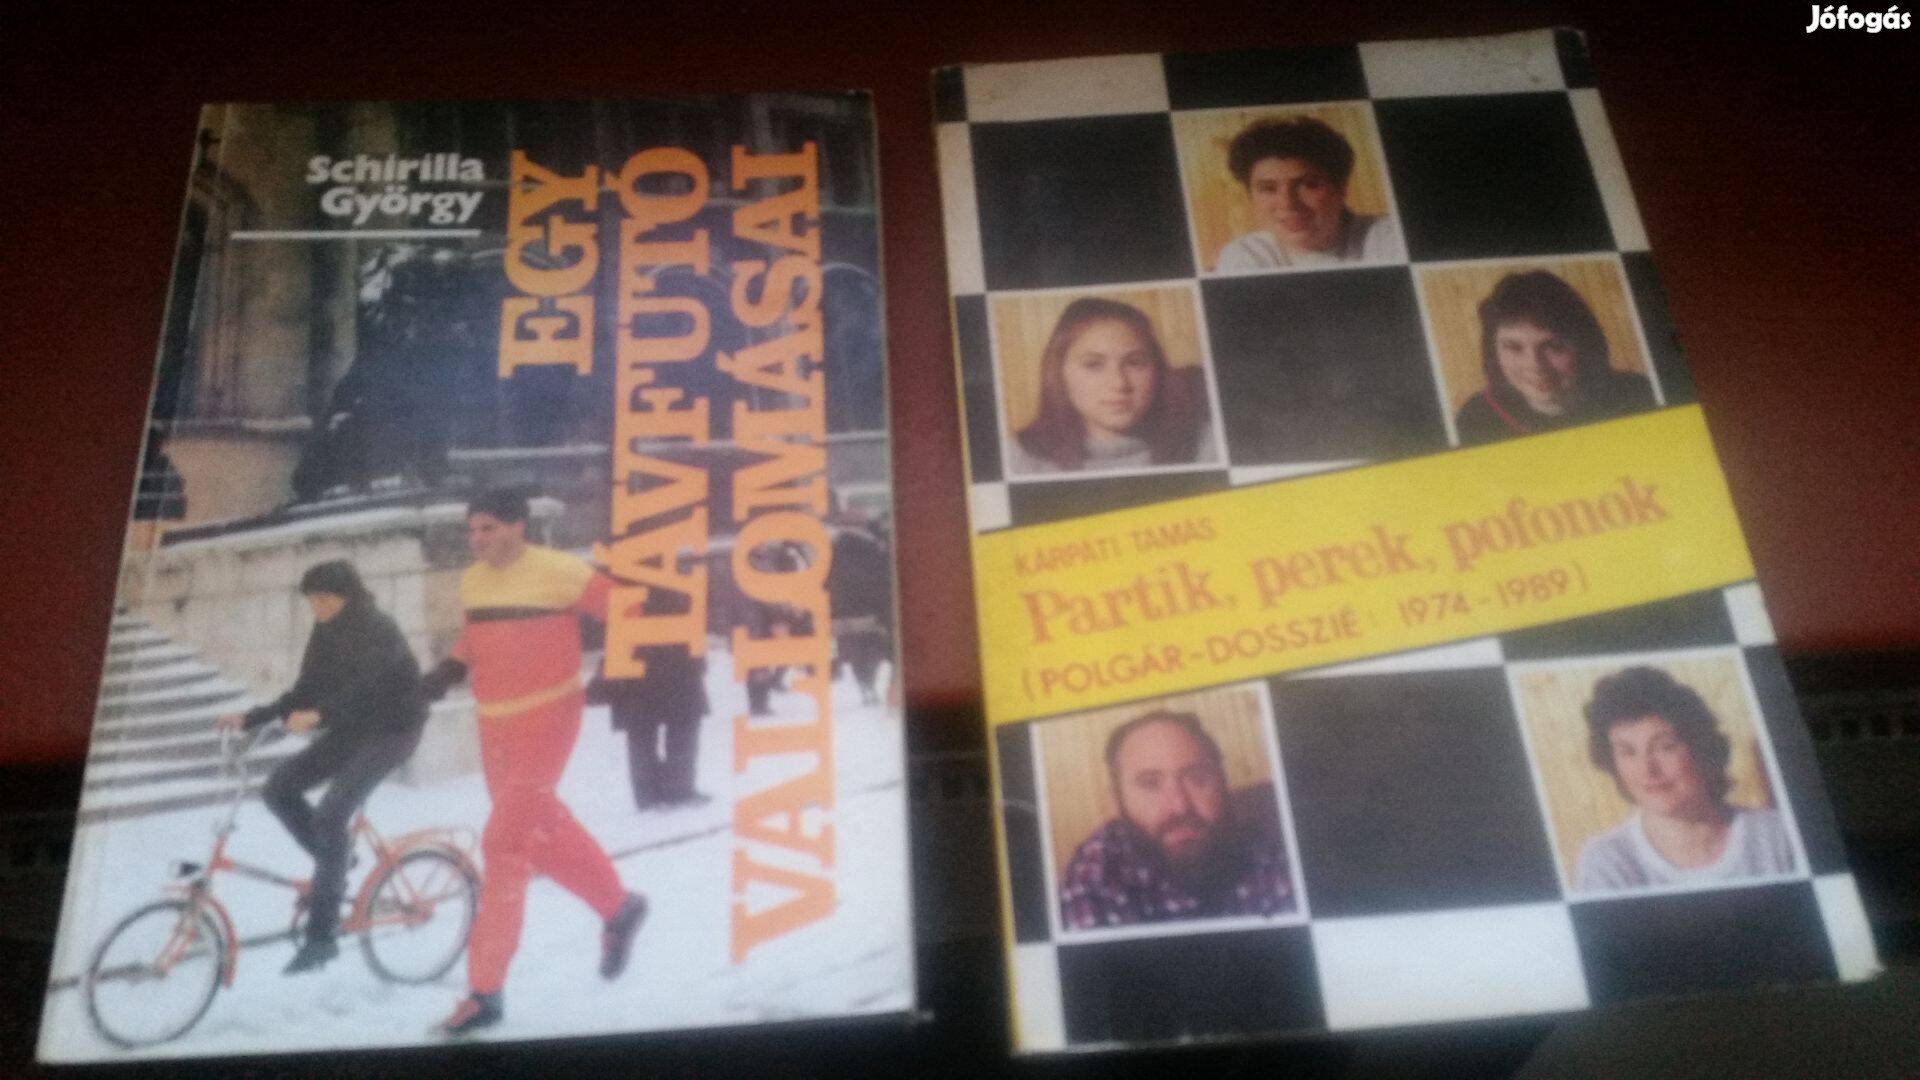 Jófogás
Schirilla
György
EGY
TÁVFUTÓ
VALLOMÁSAI
KÁRPÁTI TAMÁS
Partik, perek, pofonok
(POLGÁR-DOSSZIÉ: 1974-1989)